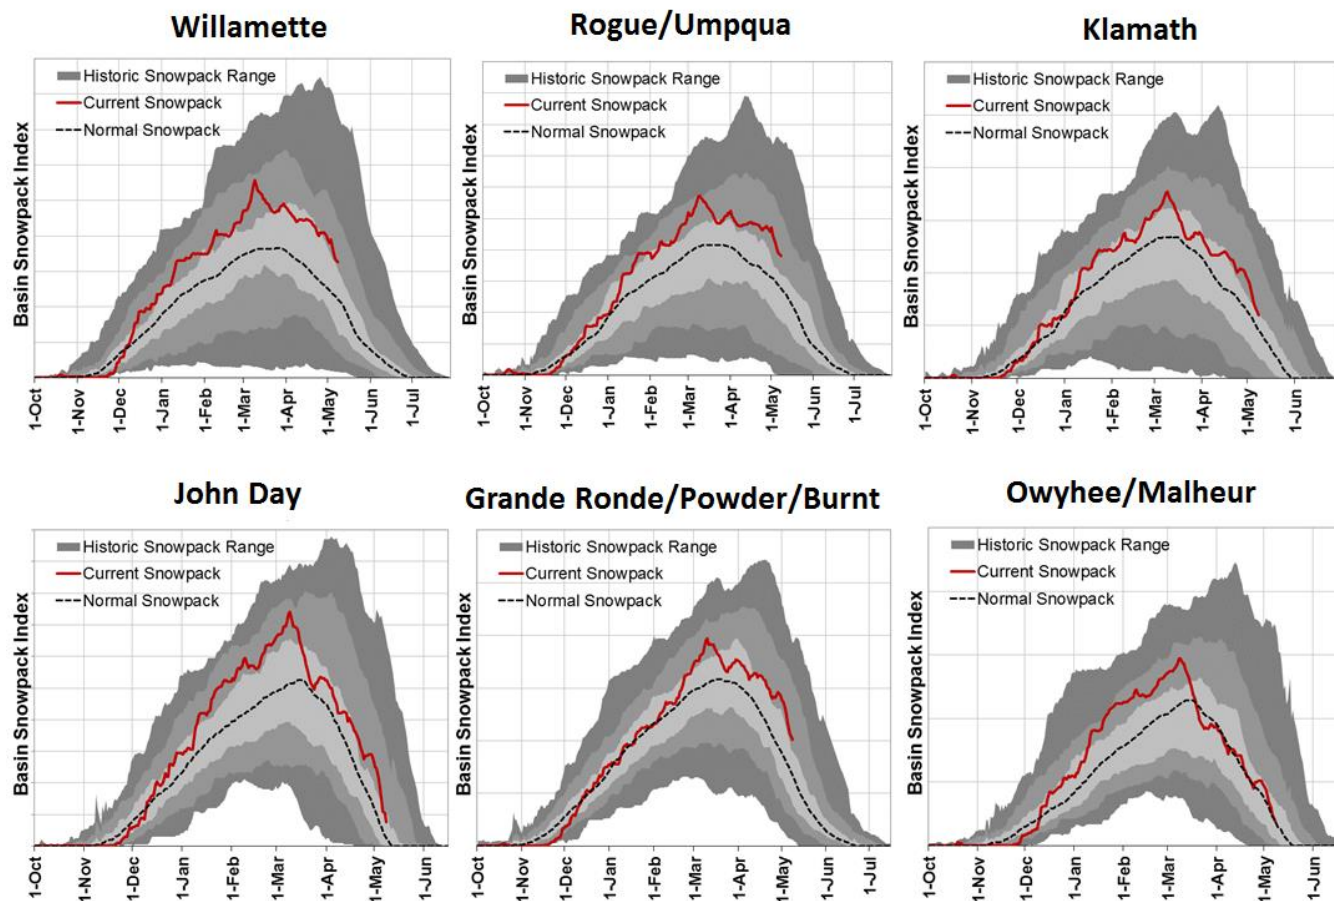 Willamette
Rogue/Umpqua
Klamath
Basin Snowpack Index
Historic Snowpack Range
Current Snowpack
Normal Snowpack
1-Oct
1-Nov
1-Dec
1-Jan
1-Feb
1-Mar
1-Apr
1-May
1-Jun
1-Jul
Basin Snowpack Index
Historic Snowpack Range
Current Snowpack
Normal Snowpack
1-Oct
1-Nov
1-Dec
1-Jan
1-Feb
1-Mar
1-Apr
1-May
1-Jun
1-Jul
Basin Snowpack Index
Historic Snowpack Range
Current Snowpack
Normal Snowpack
1-Oct
1-Nov
1-Dec
1-Jan
1-Feb
1-Mar
1-Apr
1-May
1-Jun
John Day
Grande Ronde/Powder/Burnt
Owyhee/Malheur
Basin Snowpack Index
Historic Snowpack Range
Current Snowpack
Normal Snowpack
1-Oct
1-Nov
1-Dec
1-Jan
1-Feb
1-Mar
1-Apr
1-May
1-Jun
Basin Snowpack Index
Historic Snowpack Range
Current Snowpack
Normal Snowpack
1-Oct
1-Nov
1-Dec
1-Jan
1-Feb
1-Mar
1-Apr
1-May
1-Jun
1-Jul
Basin Snowpack Index
Historic Snowpack Range
Current Snowpack
Normal Snowpack
1-Oct
1-Nov
1-Dec
1-Jan
1-Feb
1-Mar
1-Apr
1-May
1-Jun